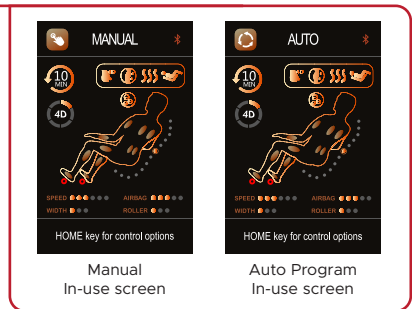 MANUAL
10
MIN
4D
SPEED
AIRBAG
WIDTH
ROLLER
HOME key for control options
Manual
In-use screen
AUTO
10
MIN
4D
SPEED
AIRBAG
WIDTH
ROLLER
HOME key for control options
Auto Program
In-use screen